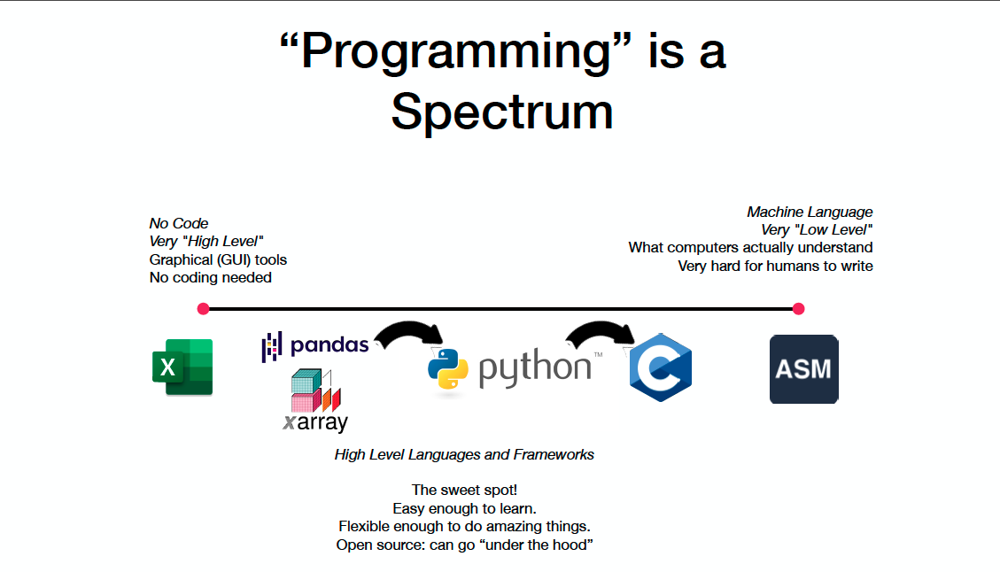 “Programming” is a
Spectrum
No Code
Very "High Level"
Graphical (GUI) tools
No coding needed
Machine Language
Very "Low Level"
What computers actually understand
Very hard for humans to write
X
pandas
xarray
python™
C
ASM
High Level Languages and Frameworks
The sweet spot!
Easy enough to learn.
Flexible enough to do amazing things.
Open source: can go “under the hood”